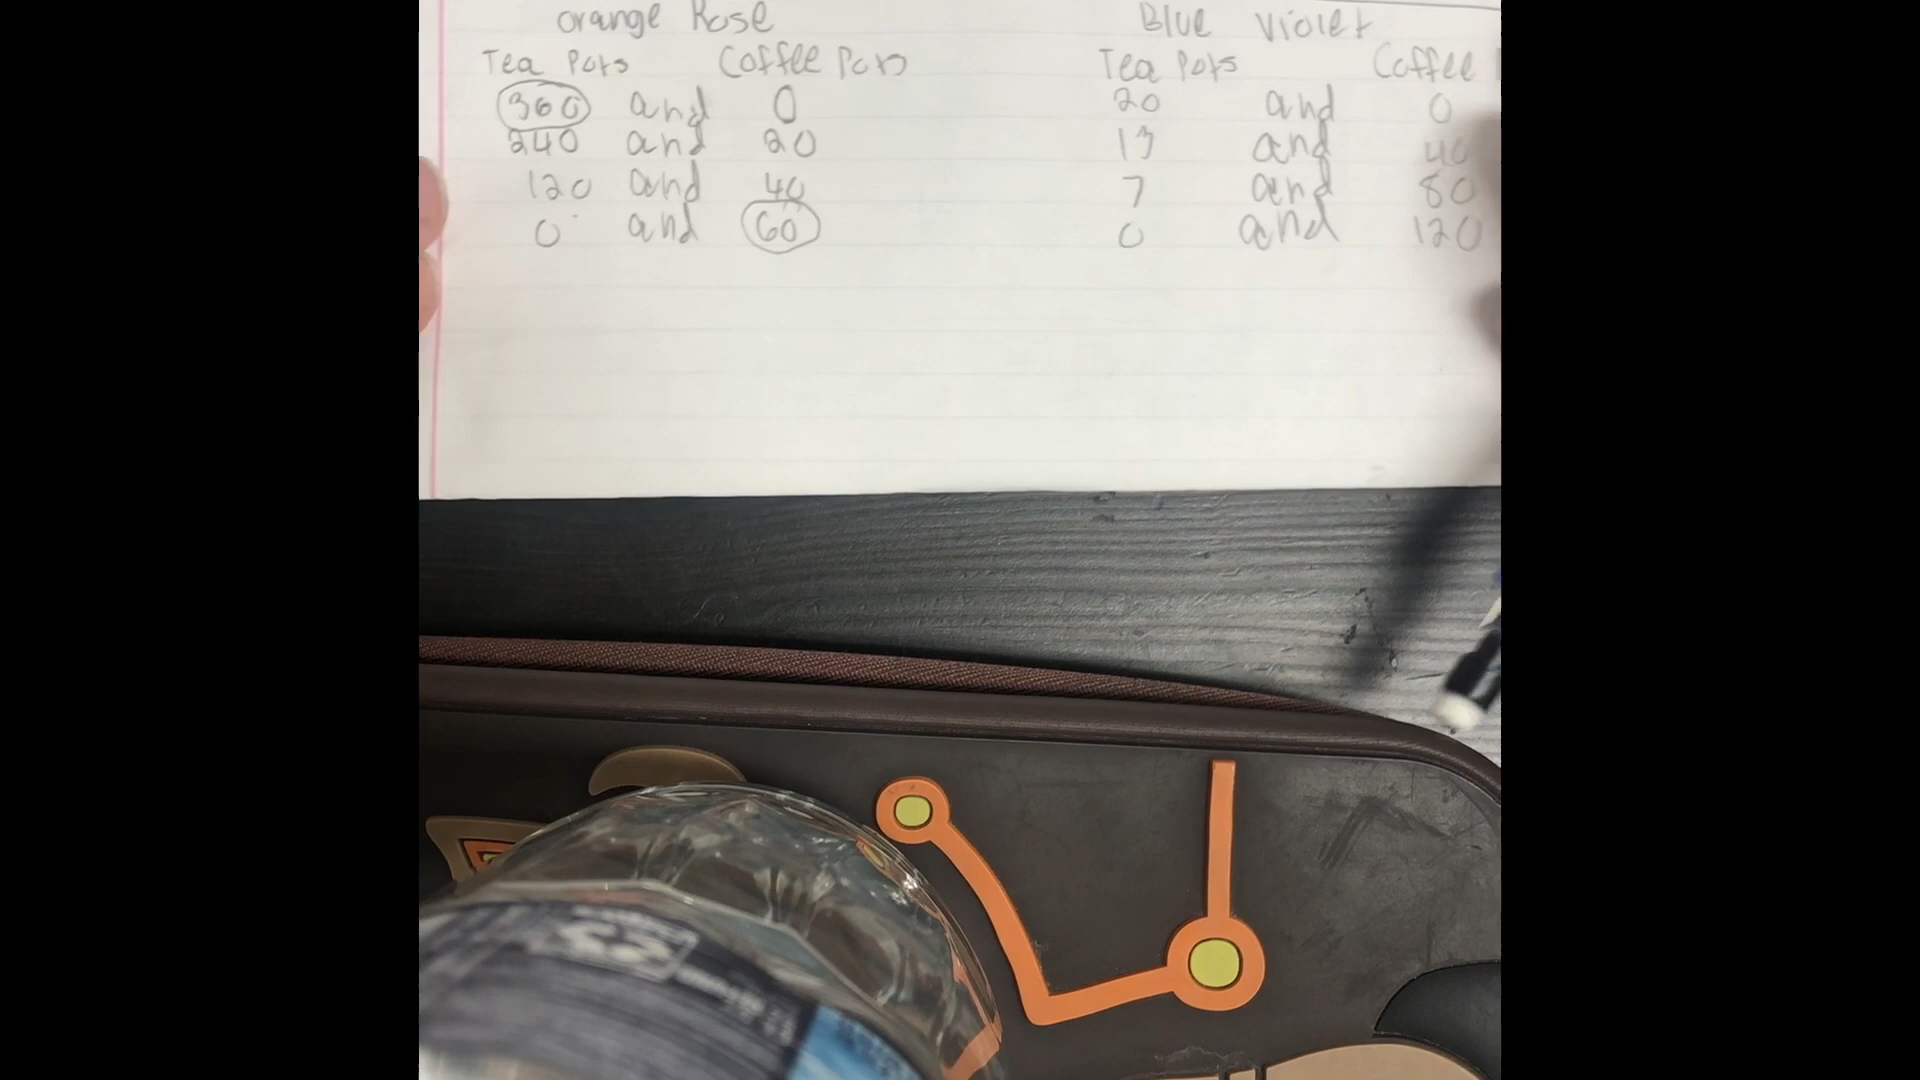 orange Rose Blue Violet
Tea Pots Coffee Pots Tea Pots Coffee
360 and 0 20 and 0
240 and 20 13 and 40
120 and 40 7 and 80
0 and 60 0 and 120